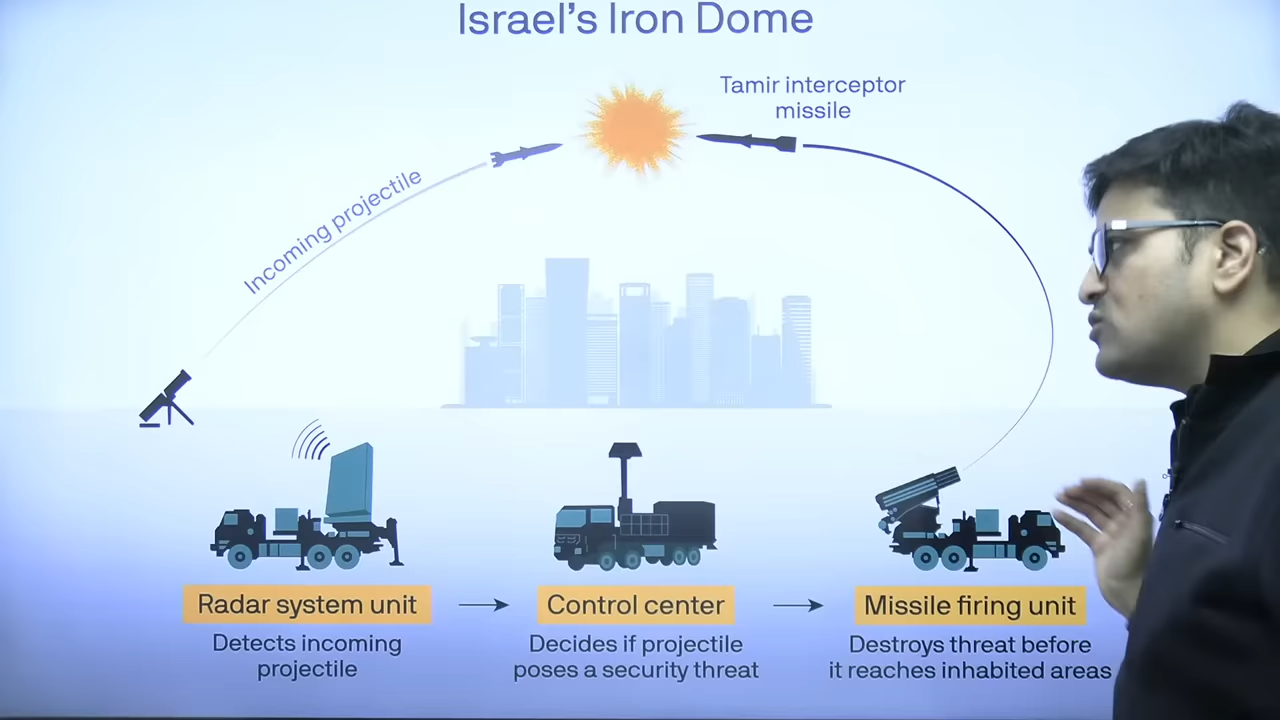 Israel's Iron Dome
Tamir interceptor
missile
Incoming projectile
Radar system unit
Control center
Missile firing unit
Detects incoming
projectile
Decides if projectile
poses a security threat
Destroys threat before
it reaches inhabited areas